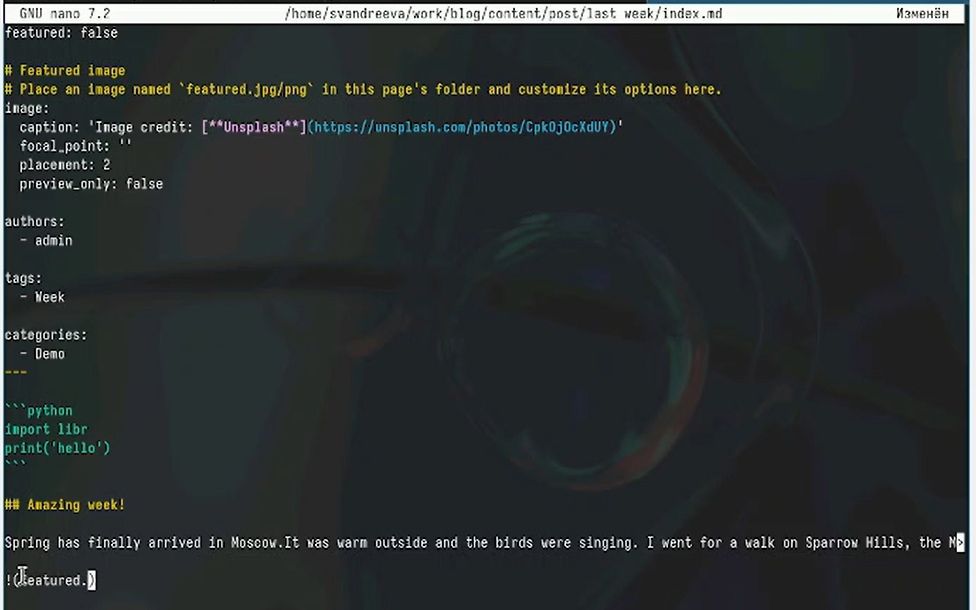 GNU nano 7.2 /home/svandreeva/work/blog/content/post/last week/index.md Изменён
featured: false
# Featured image
# Place an image named `featured.jpg/png` in this page's folder and customize its options here.
image:
caption: 'Image credit: [**Unsplash**](https://unsplash.com/photos/CpkOjOcXdUY)'
focal_point: ''
placement: 2
preview_only: false
authors:
- admin
tags:
- Week
categories:
- Demo
---
```python
import libr
print('hello')
```
## Amazing week!
Spring has finally arrived in Moscow.It was warm outside and the birds were singing. I went for a walk on Sparrow Hills, the M>
!(featured.)